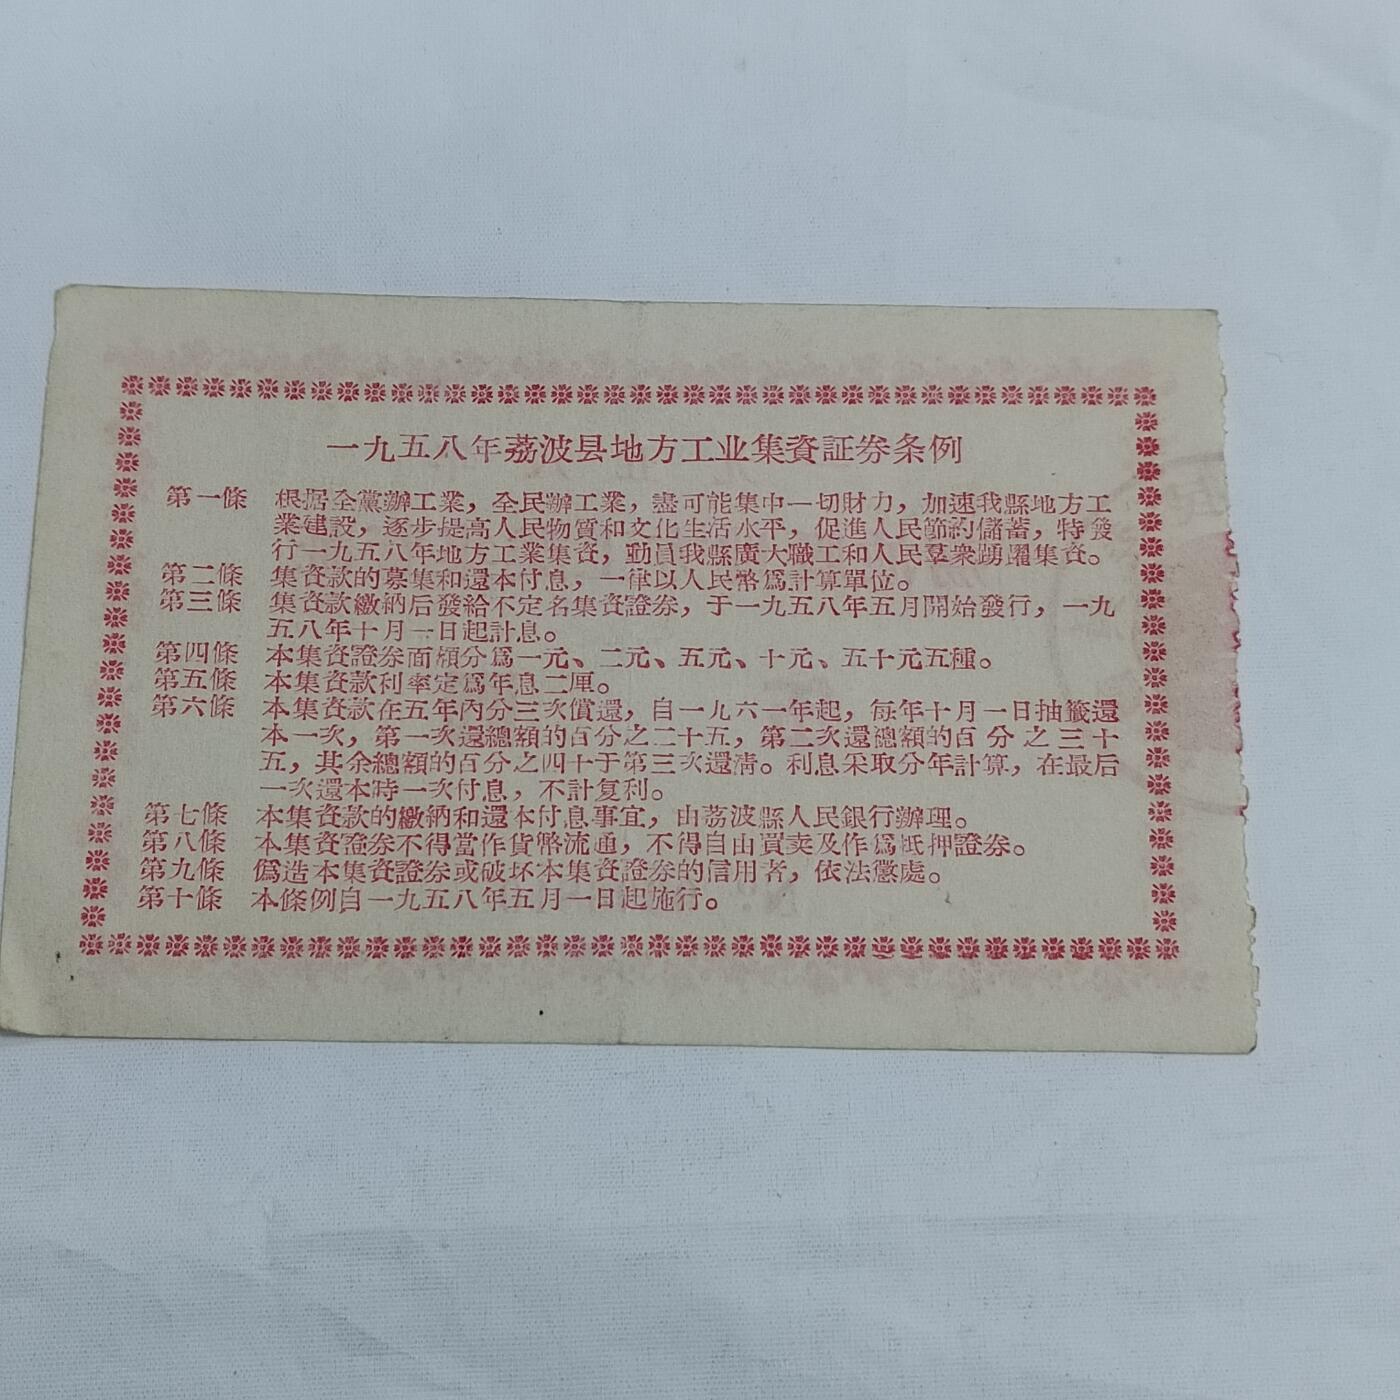 一九五八年荔波县地方工业集資証券条例
第一條 根据全黨辦工業，全民辦工業，盡可能集中一切財力，加速我縣地方工
業建設，逐步提高人民物質和文化生活水平，促進人民節約儲蓄，特發
行一九五八年地方工業集資，動員我縣廣大職工和人民羣衆踴躍集資。
第二條 集資款的募集和還本付息，一律以人民幣爲計算單位。
第三條 集資款繳納后發給不定名集資證券，于一九五八年五月開始發行，一九
五八年十月一日起計息。
第四條 本集資證券面額分爲一元、二元、五元、十元、五十元五種。
第五條 本集資款利率定爲年息二厘。
第六條 本集資款在五年內分三次償還，自一九六一年起，每年十月一日抽籤還
本一次，第一次還總額的百分之二十五，第二次還總額的百分之三十
五，其余總額的百分之四十于第三次還清。利息采取分年計算，在最后
一次還本時一次付息，不計复利。
第七條 本集資款的繳納和還本付息事宜，由荔波縣人民銀行辦理。
第八條 本集資證券不得當作貨幣流通，不得自由買卖及作爲抵押證券。
第九條 僞造本集資證券或破坏本集資證券的信用者，依法懲處。
第十條 本條例自一九五八年五月一日起施行。